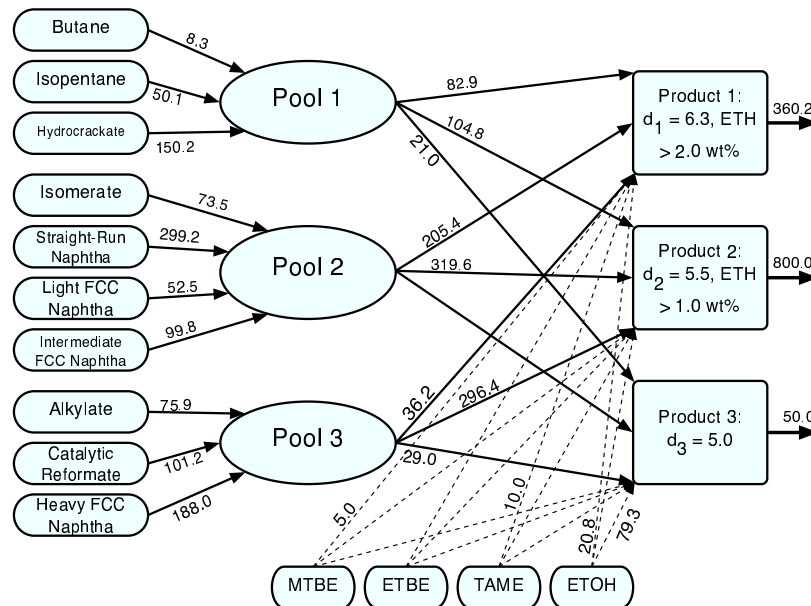 Butane
8.3
Isopentane
50.1
Hydrocrackate
150.2
Pool 1
82.9
104.8
21.0
Product 1:
d1 = 6.3, ETH
> 2.0 wt%
360.2
Isomerate
73.5
Straight-Run
Naphtha
299.2
Light FCC
Naphtha
52.5
Intermediate
FCC Naphtha
99.8
Pool 2
205.4
319.6
Product 2:
d2 = 5.5, ETH
> 1.0 wt%
800.0
Alkylate
75.9
Catalytic
Reformate
101.2
Heavy FCC
Naphtha
188.0
Pool 3
36.2
296.4
29.0
Product 3:
d3 = 5.0
50.0
5.0
10.0
20.8
79.3
MTBE
ETBE
TAME
ETOH